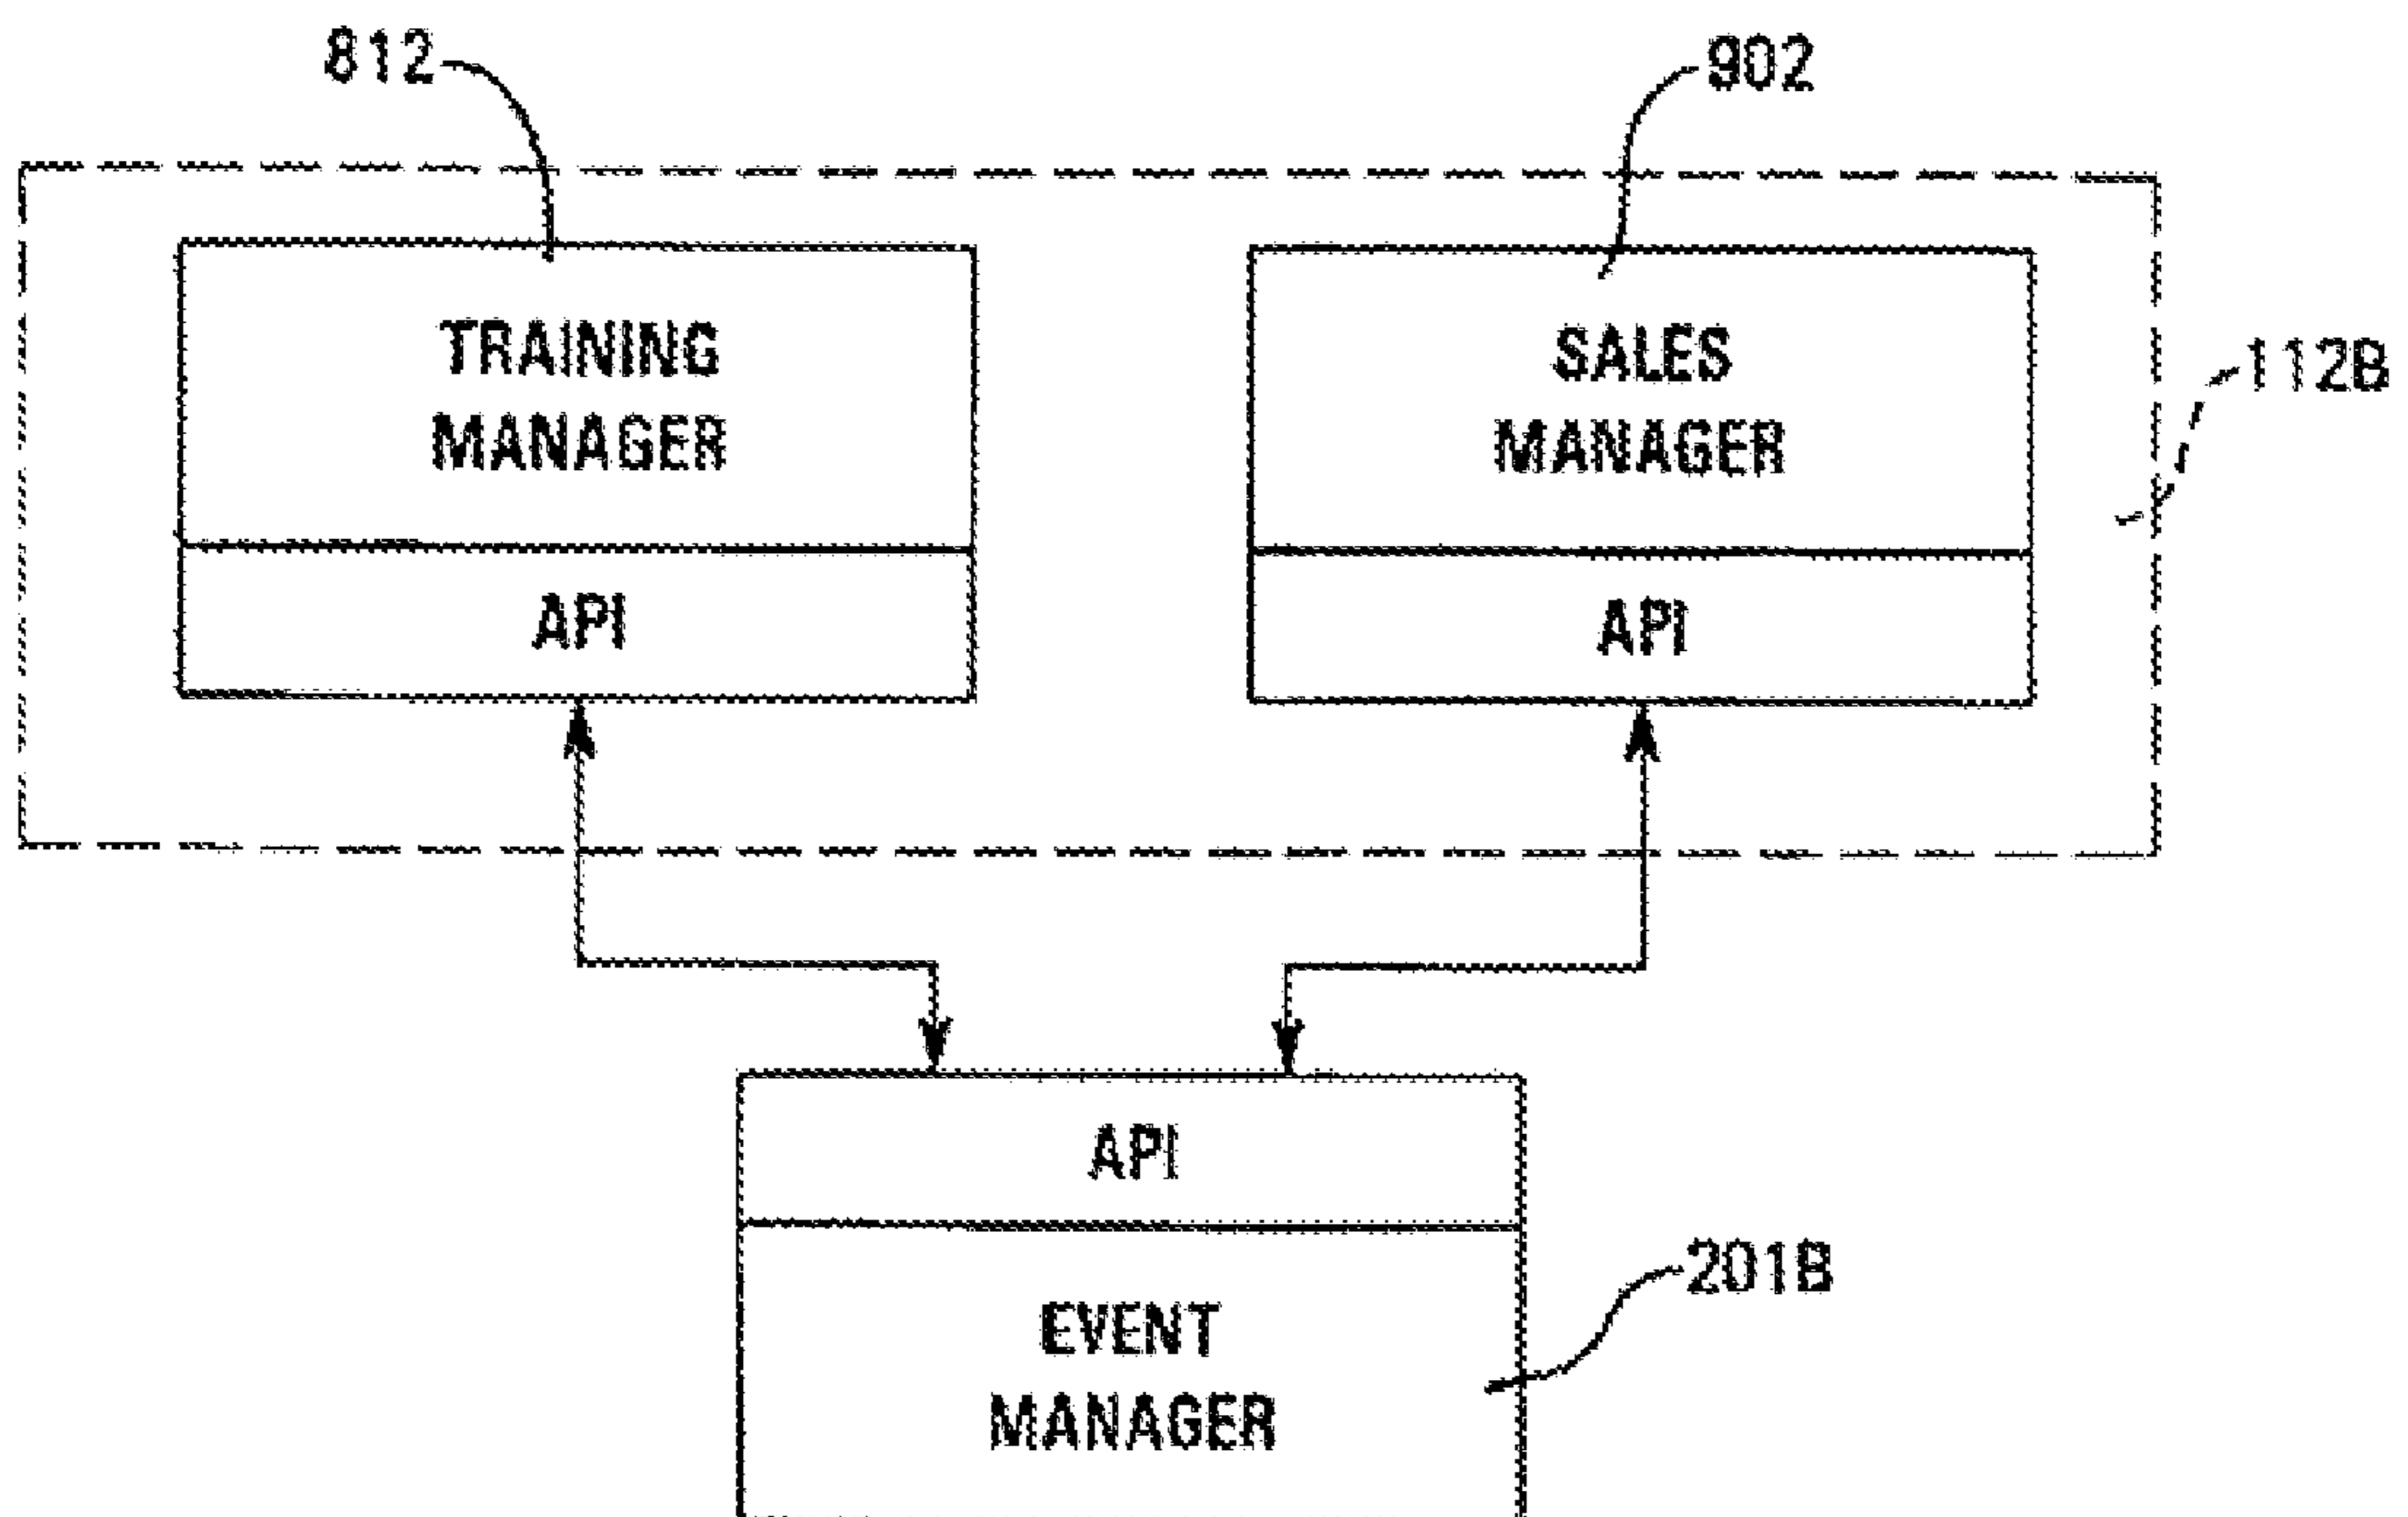 812
902
TRAINING
MANAGER
SALES
MANAGER
112B
API
API
API
EVENT
MANAGER
201B